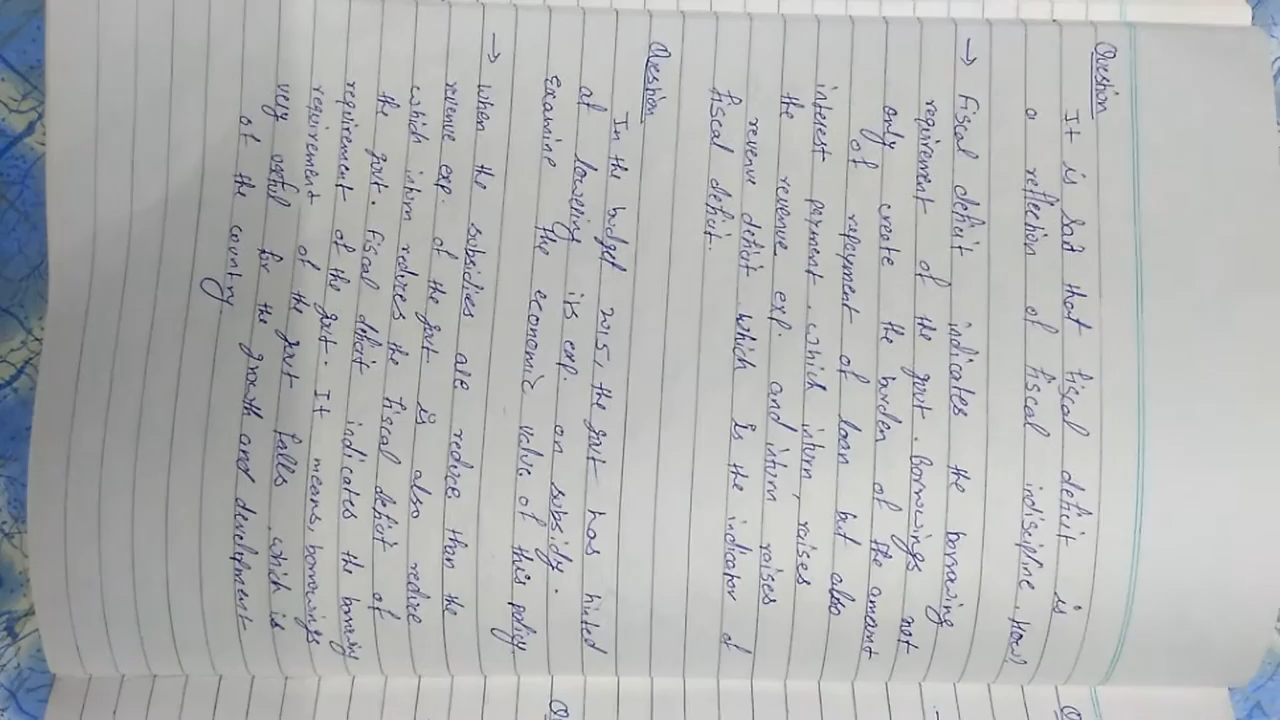 Question
It is said that fiscal deficit is
a reflection of fiscal indiscipline, How?
→ Fiscal deficit indicates the borrowing
requirement of the govt. Borrowings not
only create the burden of the amount
of repayment of loan but also
interest payment. which inturn, raises
the revenue exp. and inturn raises
revenue deficit which is the indicator of
fiscal deficit.
Question
In the budget 2015, the govt has hinted
at lowering its exp. on subsidy.
Examine the economic value of this policy
→ When the subsidies are reduce than the
revenue exp. of the govt. is also reduce
which inturn reduces the fiscal deficit of
the govt. Fiscal deficit indicates the borrowing
requirement of the govt. It means, borrowings
requirement of the govt falls, which is
very useful for the growth and development
of the country.
Q
Q